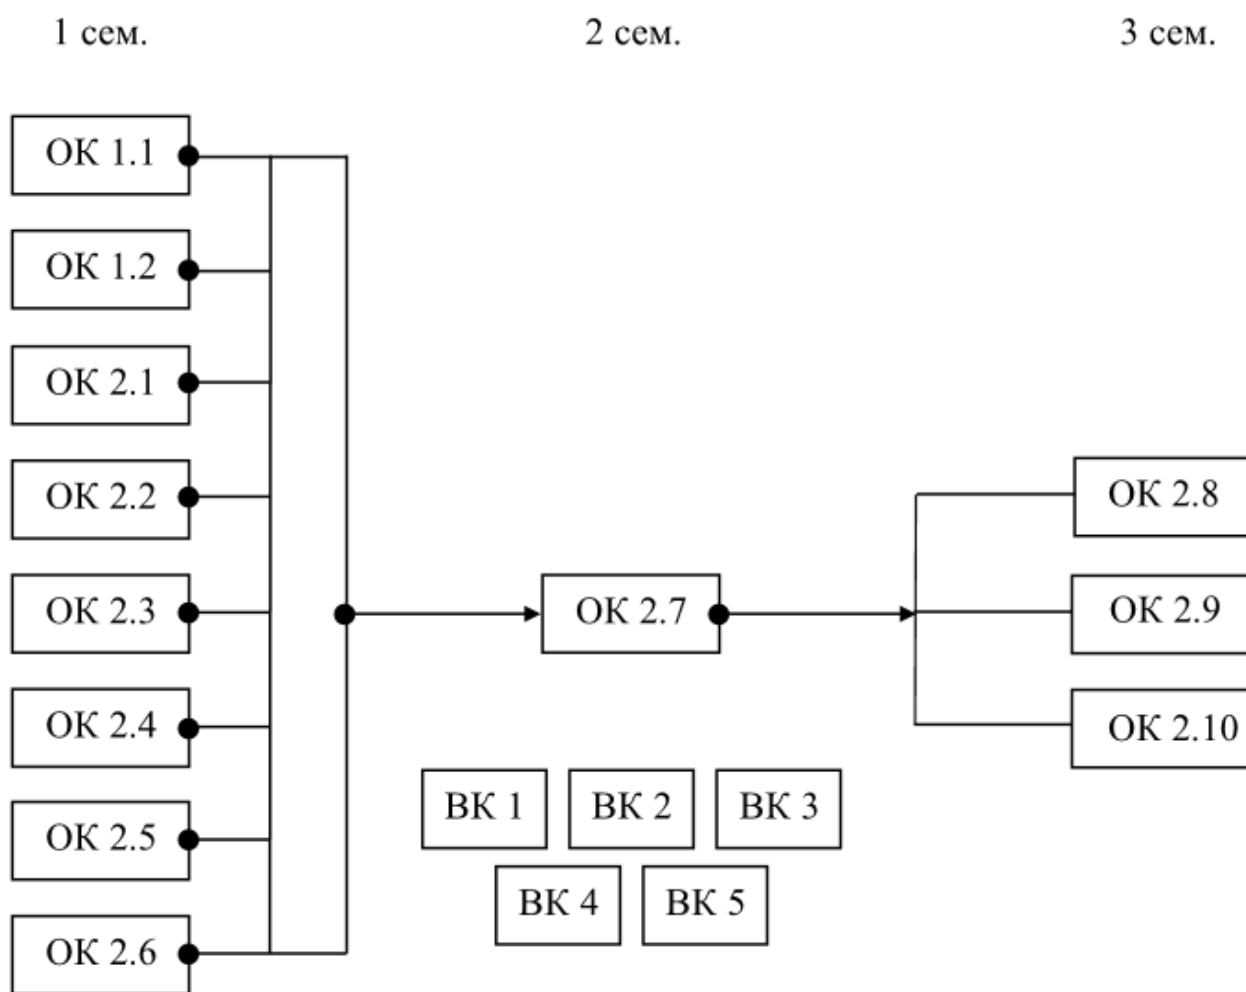 1 сем.
2 сем.
3 сем.
ОК 1.1
ОК 1.2
ОК 2.1
ОК 2.2
ОК 2.3
ОК 2.4
ОК 2.5
ОК 2.6
ОК 2.7
ВК 1
ВК 2
ВК 3
ВК 4
ВК 5
ОК 2.8
ОК 2.9
ОК 2.10